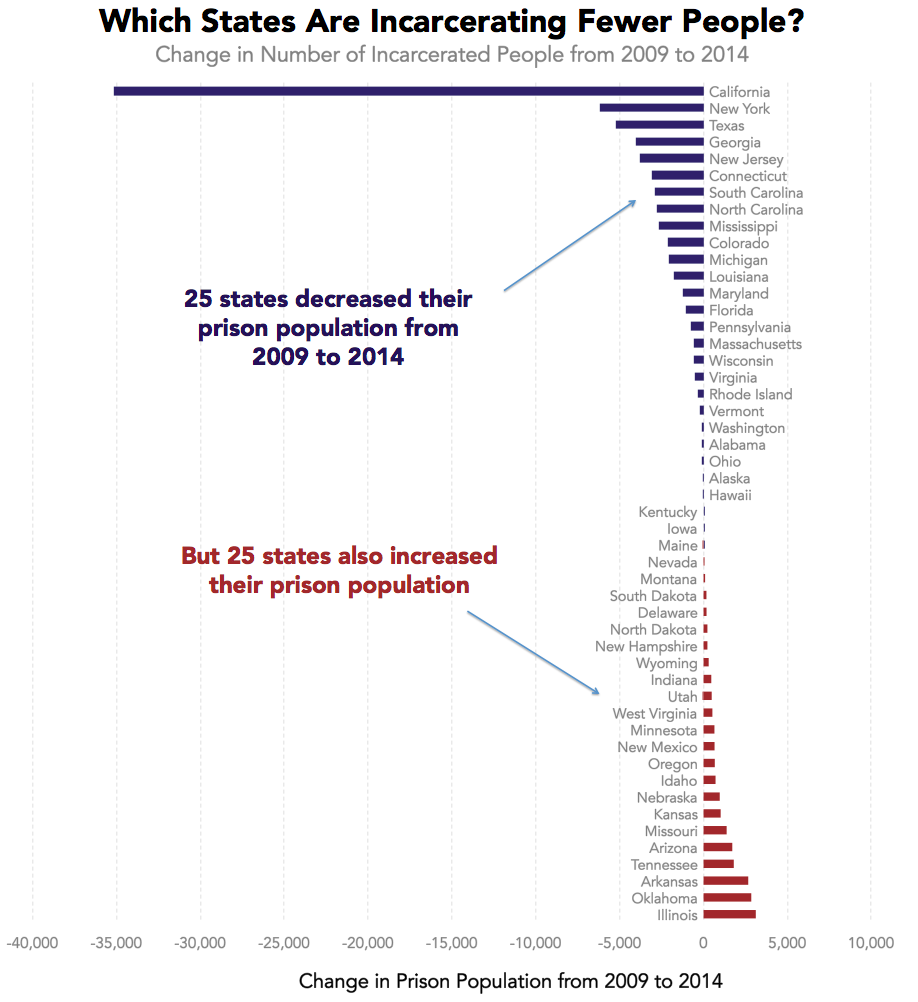 Which States Are Incarcerating Fewer People?
Change in Number of Incarcerated People from 2009 to 2014
California
New York
Texas
Georgia
New Jersey
Connecticut
South Carolina
North Carolina
Mississippi
Colorado
Michigan
Louisiana
Maryland
Florida
Pennsylvania
Massachusetts
Wisconsin
Virginia
Rhode Island
Vermont
Washington
Alabama
Ohio
Alaska
Hawaii
25 states decreased their
prison population from
2009 to 2014
Kentucky
Iowa
Maine
Nevada
Montana
South Dakota
Delaware
North Dakota
New Hampshire
Wyoming
Indiana
Utah
West Virginia
Minnesota
New Mexico
Oregon
Idaho
Nebraska
Kansas
Missouri
Arizona
Tennessee
Arkansas
Oklahoma
Illinois
But 25 states also increased
their prison population
-40,000 -35,000 -30,000 -25,000 -20,000 -15,000 -10,000 -5,000 0 5,000 10,000
Change in Prison Population from 2009 to 2014